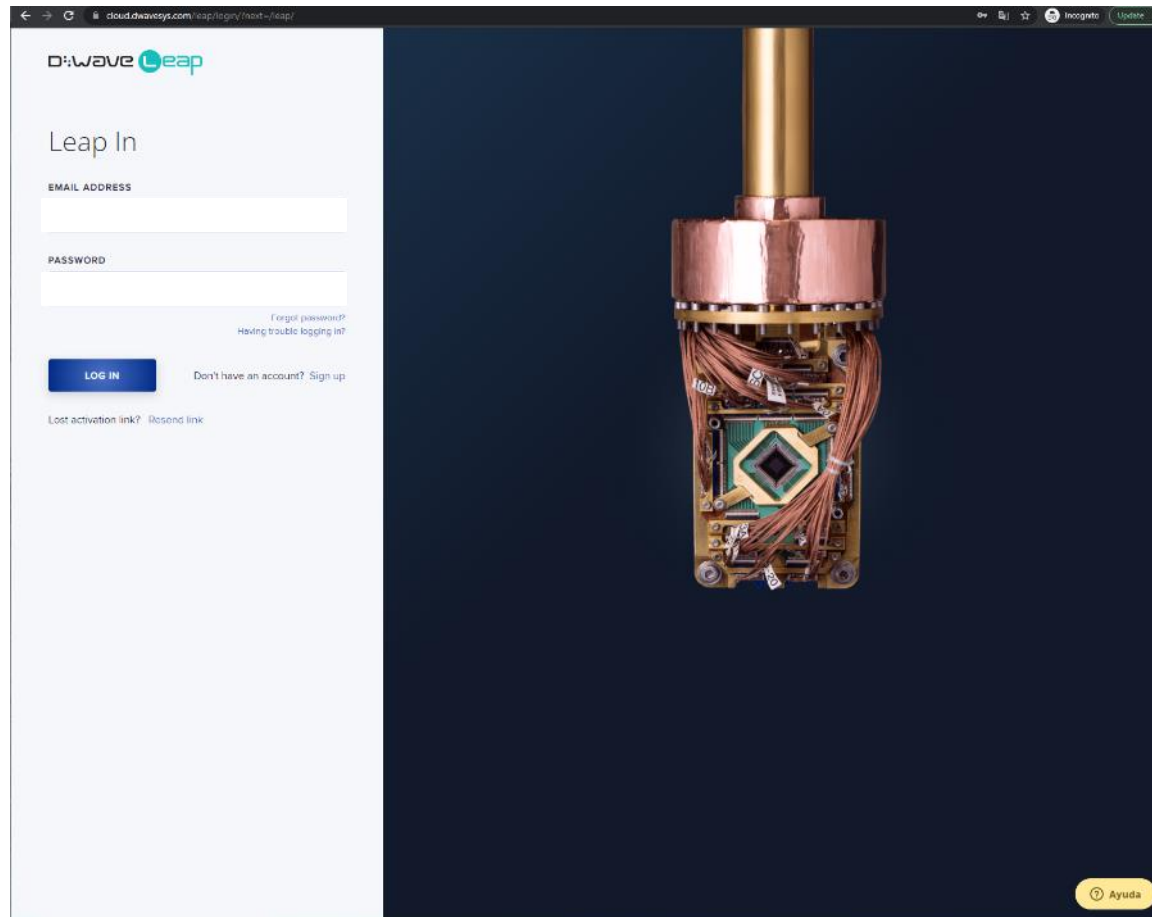 cloud.dwavesys.com/leap/login/?next=/leap/
Incognito
Update
D:wave Leap
Leap In
EMAIL ADDRESS
PASSWORD
Forgot password?
Having trouble logging in?
LOG IN
Don't have an account? Sign up
Lost activation link? Resend link
Ayuda